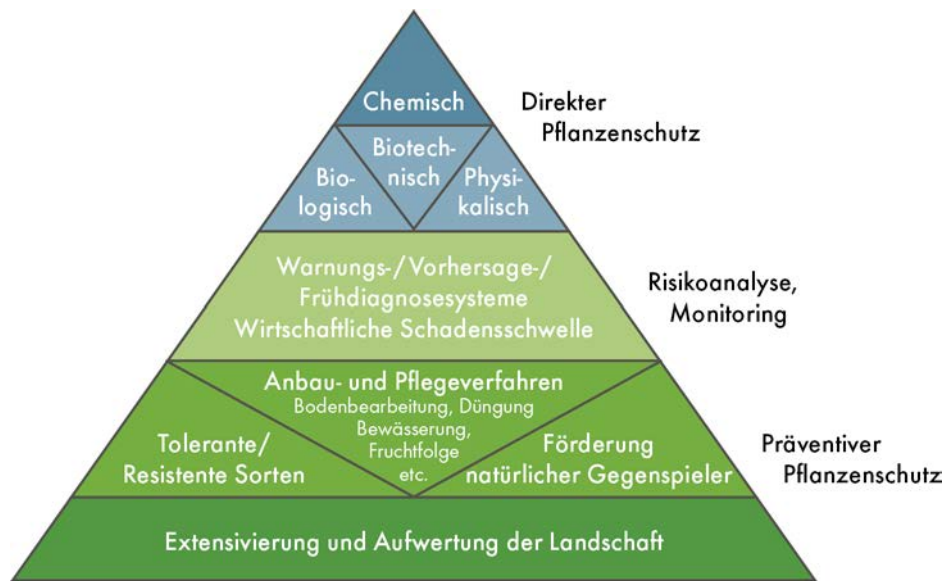 Chemisch
Direkter
Pflanzenschutz
Biotech-
nisch
Bio-
logisch
Physi-
kalisch
Warnungs-/Vorhersage-/
Frühdiagnosesysteme
Wirtschaftliche Schadensschwelle
Risikoanalyse,
Monitoring
Anbau- und Pflegeverfahren
Bodenbearbeitung, Düngung
Bewässerung,
Fruchtfolge
etc.
Tolerante/
Resistente Sorten
Förderung
natürlicher Gegenspieler
Präventiver
Pflanzenschutz
Extensivierung und Aufwertung der Landschaft